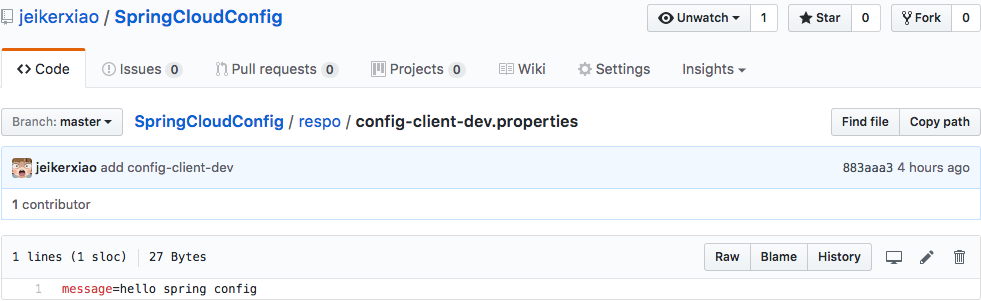 jeikerxiao / SpringCloudConfig Unwatch 1 Star 0 Fork 0
Code Issues 0 Pull requests 0 Projects 0 Wiki Settings Insights
Branch: master SpringCloudConfig / respo / config-client-dev.properties Find file Copy path
jeikerxiao add config-client-dev 883aaa3 4 hours ago
1 contributor
1 lines (1 sloc) 27 Bytes Raw Blame History
1 message=hello spring config